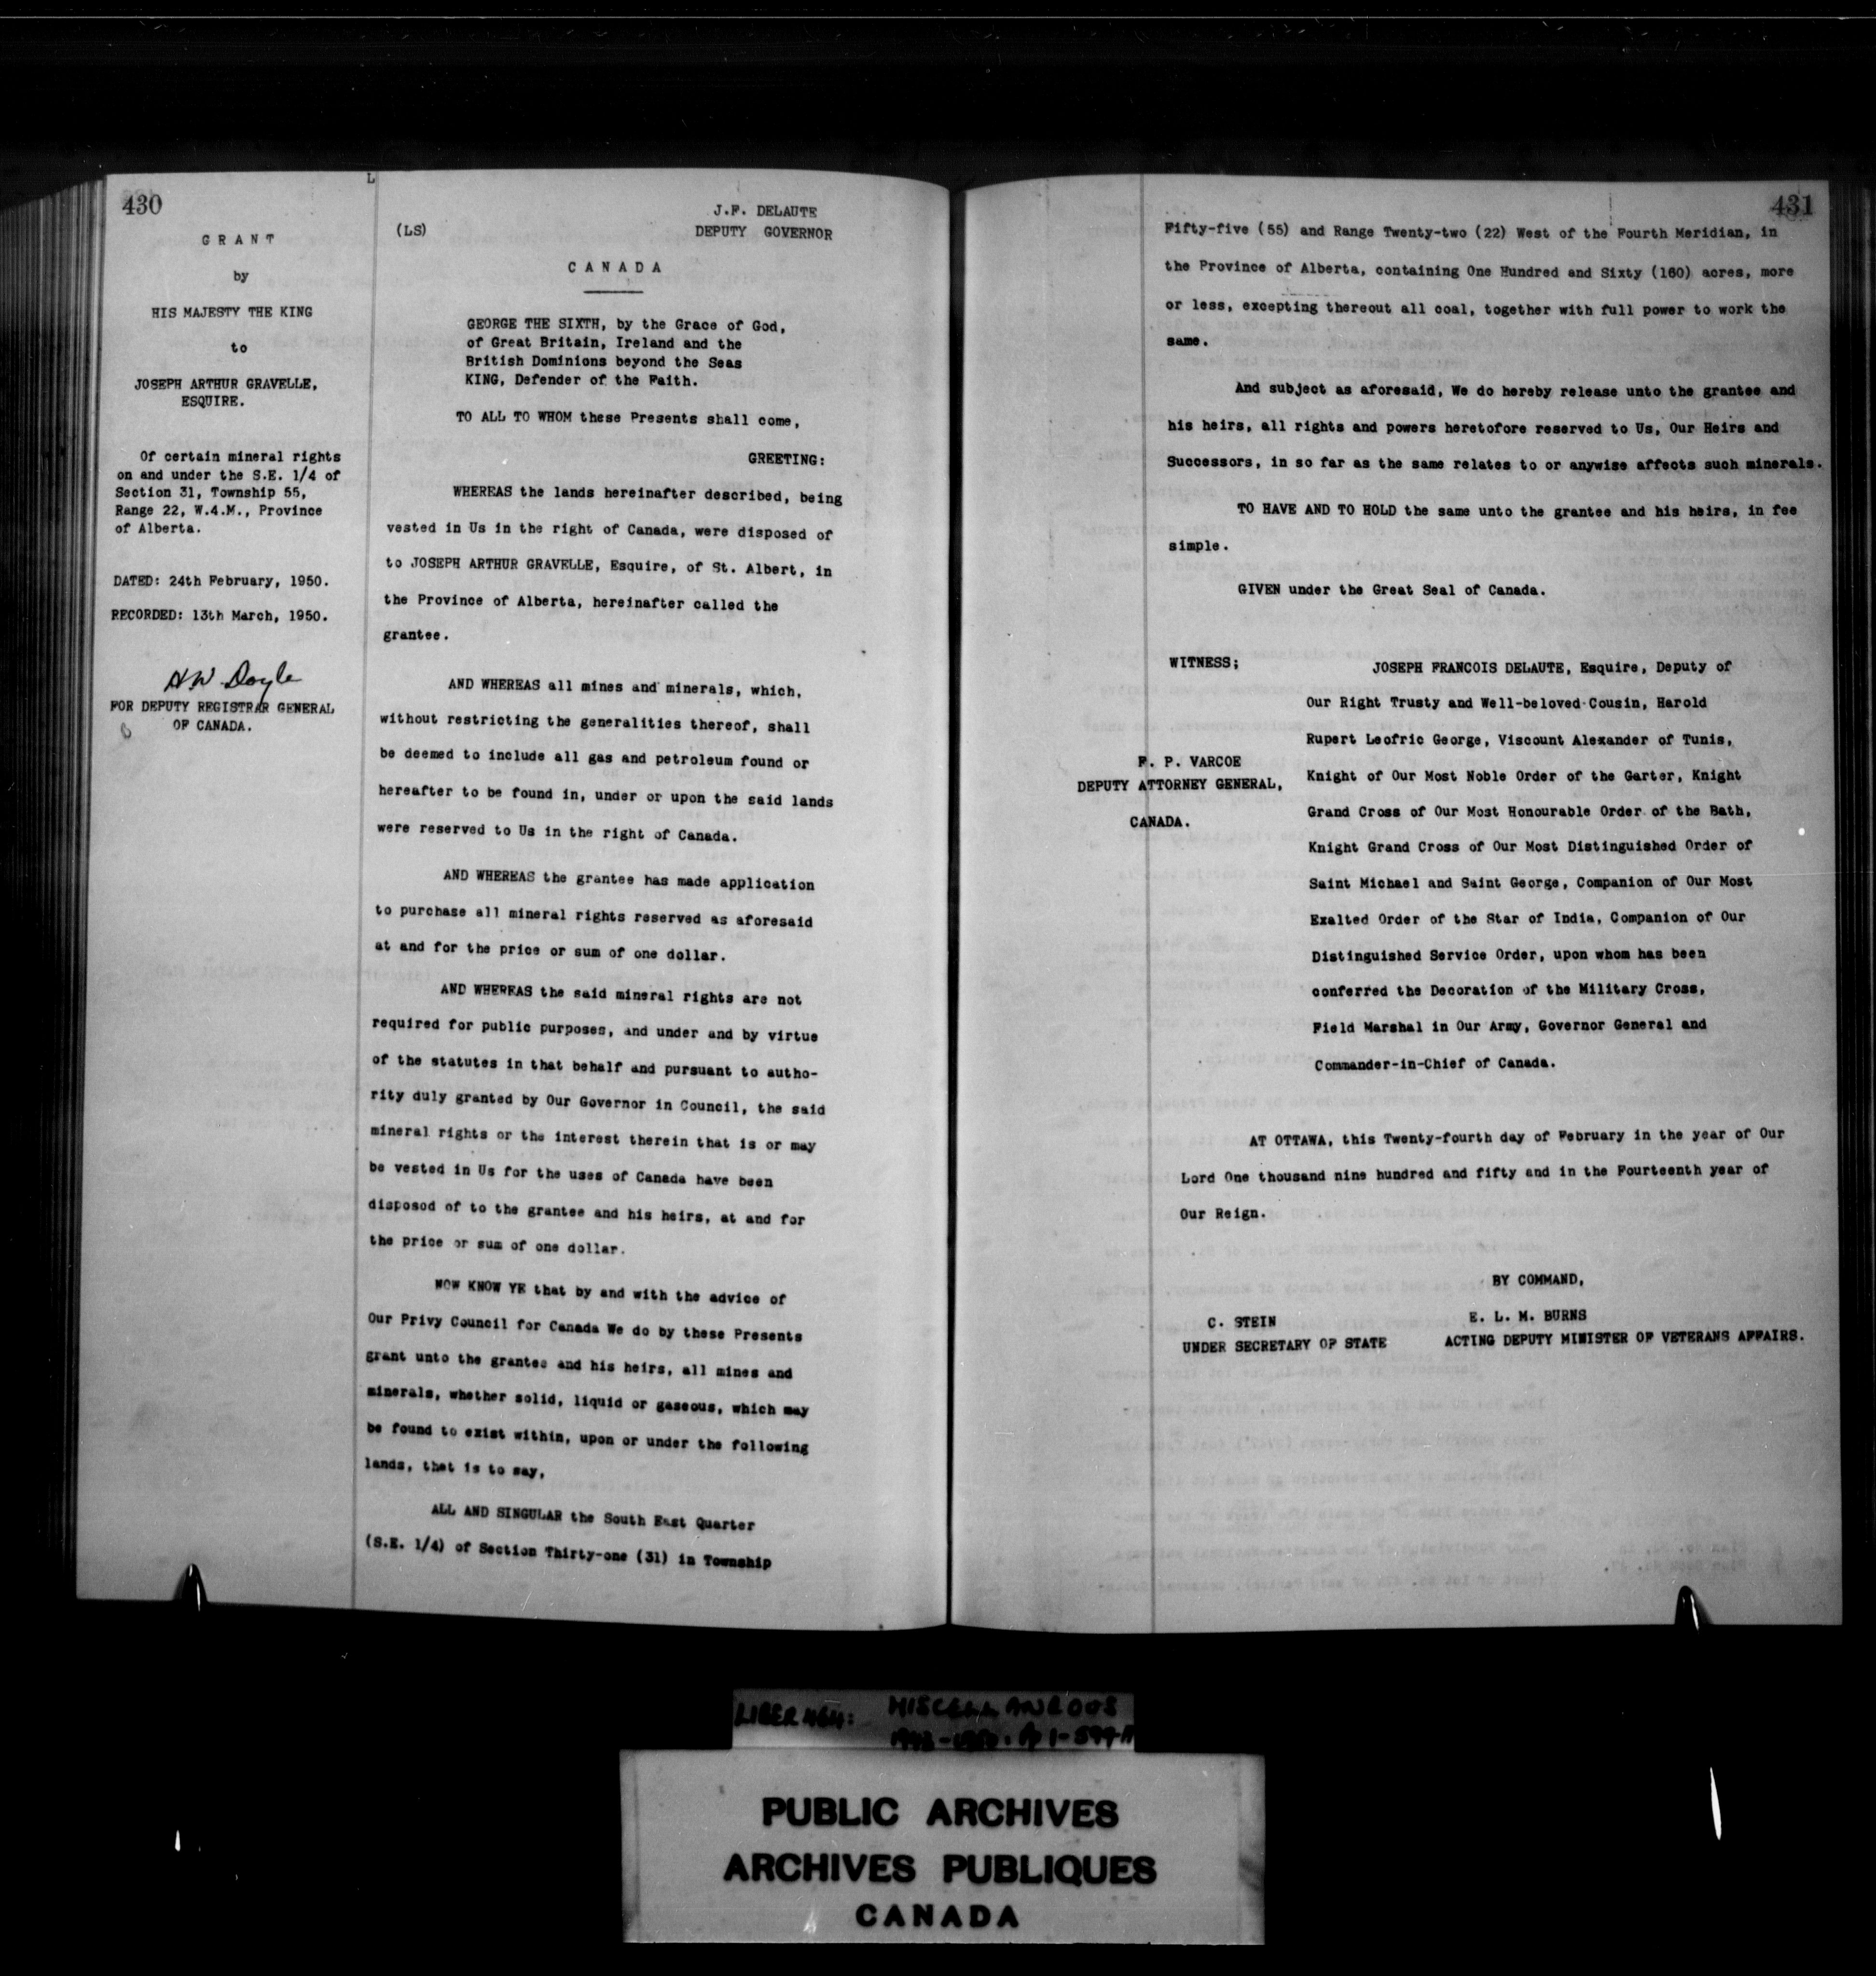 430
G R A N T
by
HIS MAJESTY THE KING
to
JOSEPH ARTHUR GRAVELLE,
ESQUIRE.
Of certain mineral rights
on and under the S.E. 1/4 of
Section 31, Township 55,
Range 22, W.4.M., Province
of Alberta.
DATED: 24th February, 1950.
RECORDED: 13th March, 1950.
HW Doyle
FOR DEPUTY REGISTRAR GENERAL
OF CANADA.
L
J.F. DELAUTE
(LS) DEPUTY GOVERNOR
C A N A D A
GEORGE THE SIXTH, by the Grace of God,
of Great Britain, Ireland and the
British Dominions beyond the Seas
KING, Defender of the Faith.
TO ALL TO WHOM these Presents shall come,
GREETING:
WHEREAS the lands hereinafter described, being
vested in Us in the right of Canada, were disposed of
to JOSEPH ARTHUR GRAVELLE, Esquire, of St. Albert, in
the Province of Alberta, hereinafter called the
grantee.
AND WHEREAS all mines and minerals, which,
without restricting the generalities thereof, shall
be deemed to include all gas and petroleum found or
hereafter to be found in, under or upon the said lands
were reserved to Us in the right of Canada.
AND WHEREAS the grantee has made application
to purchase all mineral rights reserved as aforesaid
at and for the price or sum of one dollar.
AND WHEREAS the said mineral rights are not
required for public purposes, and under and by virtue
of the statutes in that behalf and pursuant to autho-
rity duly granted by Our Governor in Council, the said
mineral rights or the interest therein that is or may
be vested in Us for the uses of Canada have been
disposed of to the grantee and his heirs, at and for
the price or sum of one dollar.
NOW KNOW YE that by and with the advice of
Our Privy Council for Canada We do by these Presents
grant unto the grantee and his heirs, all mines and
minerals, whether solid, liquid or gaseous, which may
be found to exist within, upon or under the following
lands, that is to say,
ALL AND SINGULAR the South East Quarter
(S.E. 1/4) of Section Thirty-one (31) in Township
431
Fifty-five (55) and Range Twenty-two (22) West of the Fourth Meridian, in
the Province of Alberta, containing One Hundred and Sixty (160) acres, more
or less, excepting thereout all coal, together with full power to work the
same.
And subject as aforesaid, We do hereby release unto the grantee and
his heirs, all rights and powers heretofore reserved to Us, Our Heirs and
Successors, in so far as the same relates to or anywise affects such minerals.
TO HAVE AND TO HOLD the same unto the grantee and his heirs, in fee
simple.
GIVEN under the Great Seal of Canada.
WITNESS;
F. P. VARCOE
DEPUTY ATTORNEY GENERAL,
CANADA.
JOSEPH FRANCOIS DELAUTE, Esquire, Deputy of
Our Right Trusty and Well-beloved Cousin, Harold
Rupert Leofric George, Viscount Alexander of Tunis,
Knight of Our Most Noble Order of the Garter, Knight
Grand Cross of Our Most Honourable Order of the Bath,
Knight Grand Cross of Our Most Distinguished Order of
Saint Michael and Saint George, Companion of Our Most
Exalted Order of the Star of India, Companion of Our
Distinguished Service Order, upon whom has been
conferred the Decoration of the Military Cross,
Field Marshal in Our Army, Governor General and
Commander-in-Chief of Canada.
AT OTTAWA, this Twenty-fourth day of February in the year of Our
Lord One thousand nine hundred and fifty and in the Fourteenth year of
Our Reign.
BY COMMAND,
C. STEIN
UNDER SECRETARY OF STATE
E. L. M. BURNS
ACTING DEPUTY MINISTER OF VETERANS AFFAIRS.
LIBER 464: MISCELLANEOUS
PUBLIC ARCHIVES
ARCHIVES PUBLIQUES
CANADA